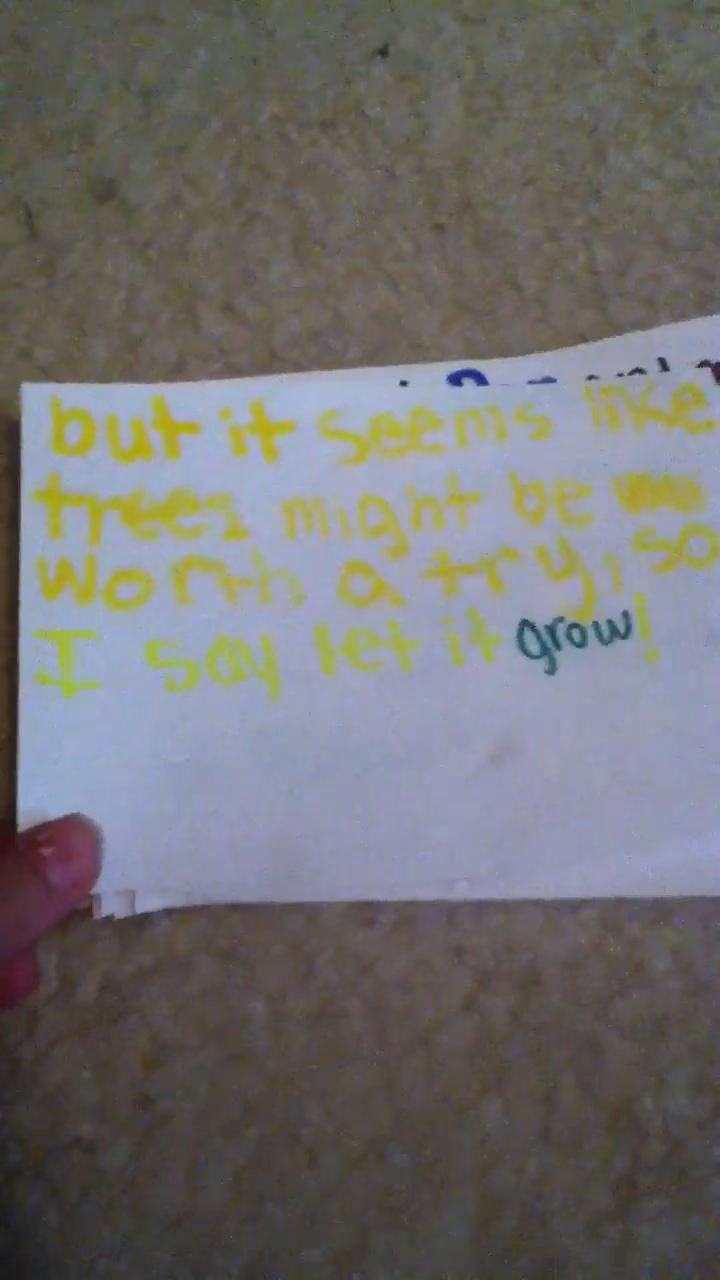 but it seems like
trees might be
worth a try, so
I say let it grow!